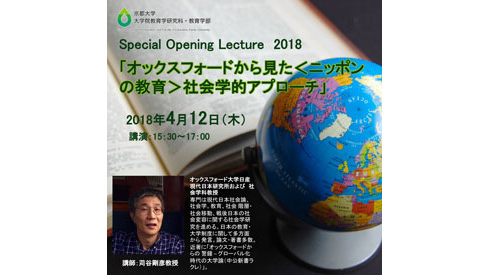 京都大学
大学院教育学研究科・教育学部
Special Opening Lecture 2018
「オックスフォードから見た＜ニッポン
の教育＞社会学的アプローチ」
2018年4月12日（木）
講演：15：30～17：00
オックスフォード大学日産
現代日本研究所および 社
会学科教授
専門は現代日本社会論、
社会学、教育、社会階層・
社会移動、戦後日本の社
会変容に関する社会学研
究を進める。日本の教育・
大学制度に関して多方面
から発言。論文・著書多数。
近著に『オックスフォードか
らの警鐘－グローバル化
時代の大学論(中公新書ラ
クレ)』。
講師：苅谷剛彦教授